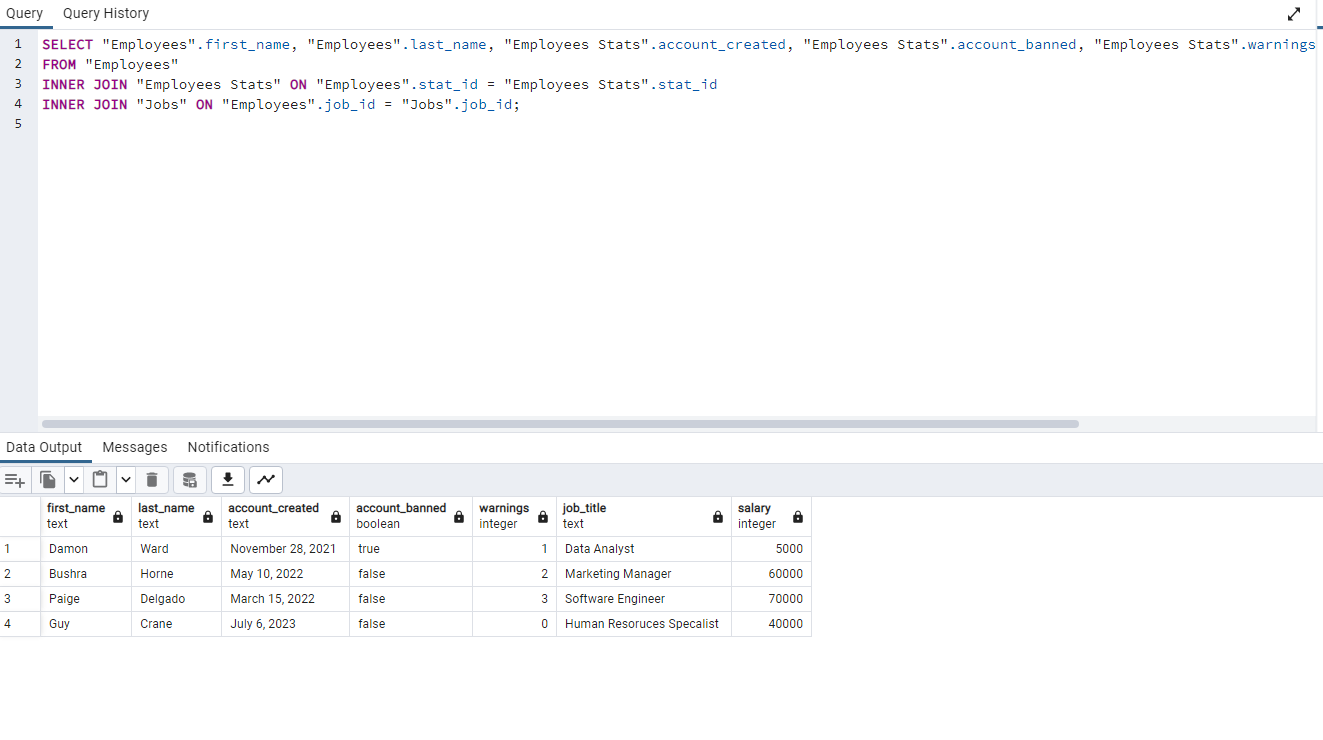 Query Query History
1 SELECT "Employees".first_name, "Employees".last_name, "Employees Stats".account_created, "Employees Stats".account_banned, "Employees Stats".warnings
2 FROM "Employees"
3 INNER JOIN "Employees Stats" ON "Employees".stat_id = "Employees Stats".stat_id
4 INNER JOIN "Jobs" ON "Employees".job_id = "Jobs".job_id;
5
Data Output Messages Notifications
first_name last_name account_created account_banned warnings job_title salary
text text text boolean integer text integer
1 Damon Ward November 28, 2021 true 1 Data Analyst 5000
2 Bushra Horne May 10, 2022 false 2 Marketing Manager 60000
3 Paige Delgado March 15, 2022 false 3 Software Engineer 70000
4 Guy Crane July 6, 2023 false 0 Human Resoruces Specalist 40000